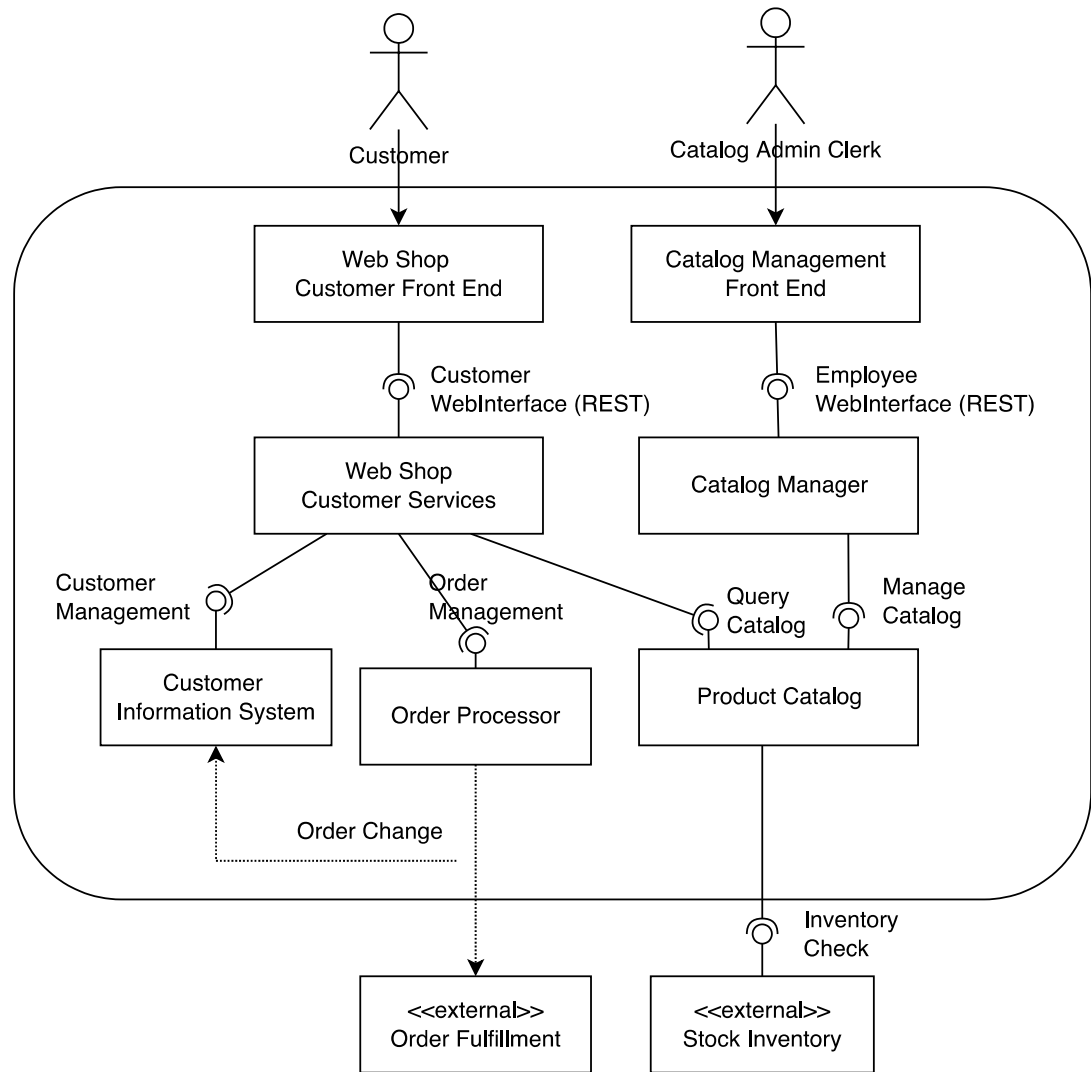 Customer
Catalog Admin Clerk
Web Shop
Customer Front End
Catalog Management
Front End
Customer
WebInterface (REST)
Employee
WebInterface (REST)
Web Shop
Customer Services
Catalog Manager
Customer
Management
Order
Management
Query
Catalog
Manage
Catalog
Customer
Information System
Order Processor
Product Catalog
Order Change
Inventory
Check
<<external>>
Order Fulfillment
<<external>>
Stock Inventory